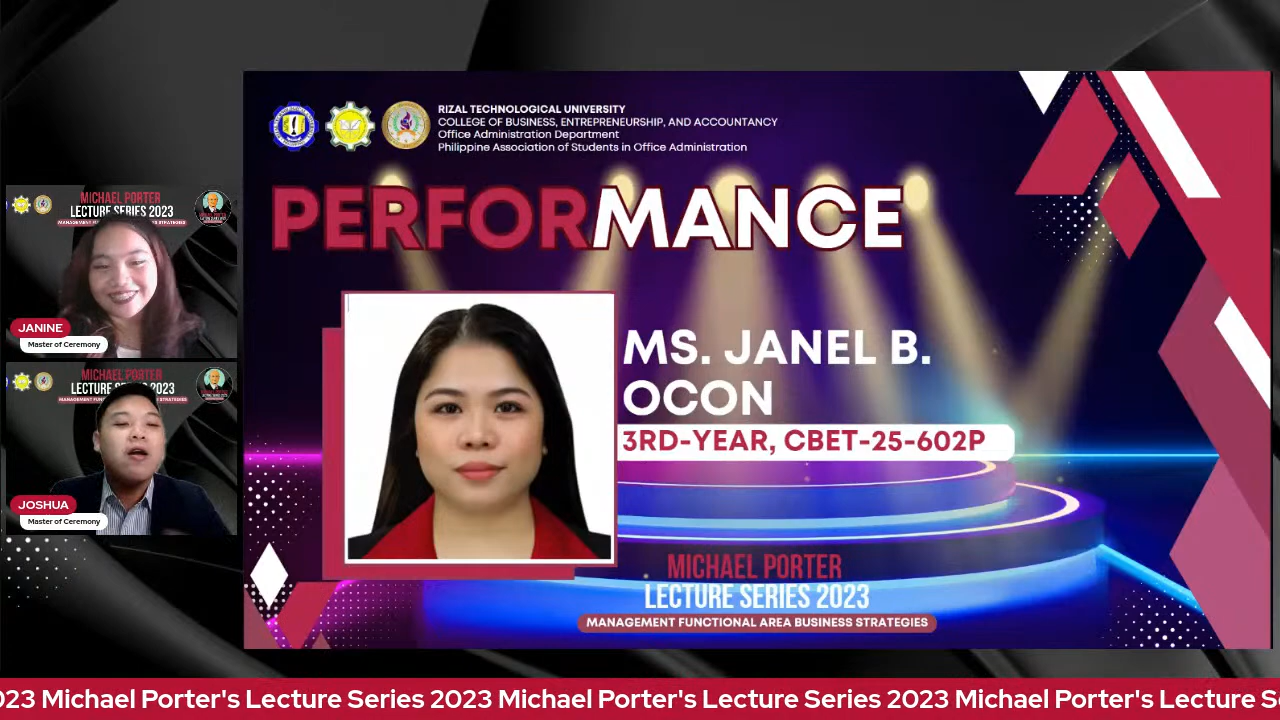 RIZAL TECHNOLOGICAL UNIVERSITY
COLLEGE OF BUSINESS, ENTREPRENEURSHIP, AND ACCOUNTANCY
Office Administration Department
Philippine Association of Students in Office Administration
PERFORMANCE
MS. JANEL B.
OCON
3RD-YEAR, CBET-25-602P
MICHAEL PORTER
LECTURE SERIES 2023
MANAGEMENT FUNCTIONAL AREA BUSINESS STRATEGIES
MICHAEL PORTER
LECTURE SERIES 2023
JANINE
Master of Ceremony
MICHAEL PORTER
JOSHUA
Master of Ceremony
023 Michael Porter's Lecture Series 2023 Michael Porter's Lecture Series 2023 Michael Porter's Lecture S